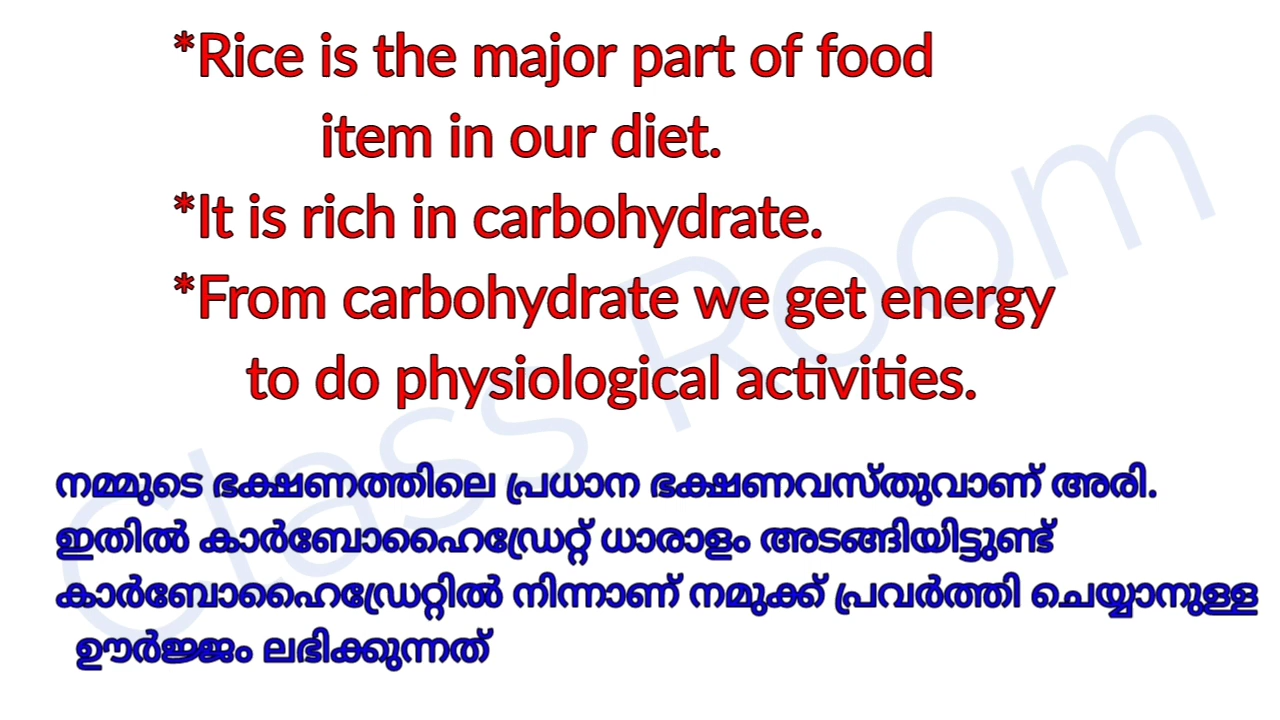 *Rice is the major part of food
item in our diet.
*It is rich in carbohydrate.
*From carbohydrate we get energy
to do physiological activities.
നമ്മുടെ ഭക്ഷണത്തിലെ പ്രധാന ഭക്ഷണവസ്തുവാണ് അരി.
ഇതിൽ കാർബോഹൈഡ്രേറ്റ് ധാരാളം അടങ്ങിയിട്ടുണ്ട്
കാർബോഹൈഡ്രേറ്റിൽ നിന്നാണ് നമുക്ക് പ്രവർത്തി ചെയ്യാനുള്ള
ഊർജ്ജം ലഭിക്കുന്നത്
Class Room